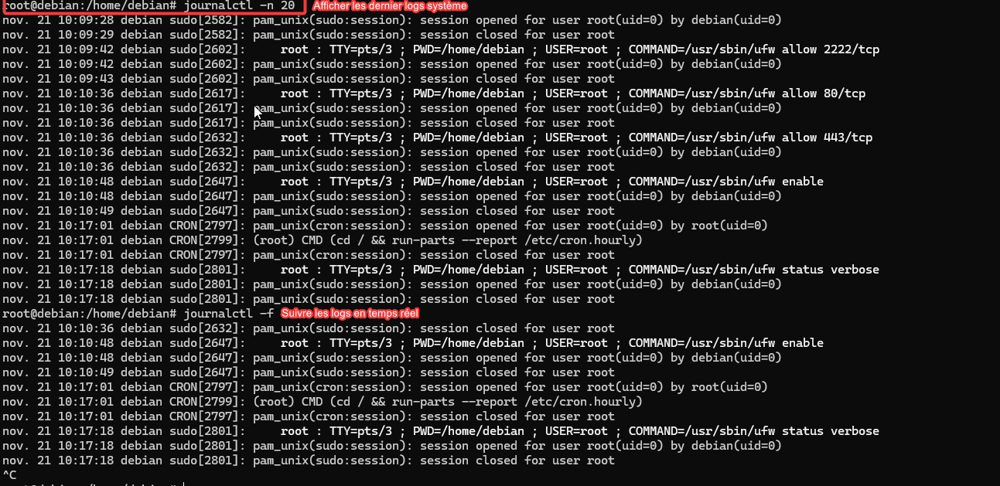 root@debian:/home/debian# journalctl -n 20 Afficher les dernier logs système
nov. 21 10:09:28 debian sudo[2582]: pam_unix(sudo:session): session opened for user root(uid=0) by debian(uid=0)
nov. 21 10:09:29 debian sudo[2582]: pam_unix(sudo:session): session closed for user root
nov. 21 10:09:42 debian sudo[2602]:     root : TTY=pts/3 ; PWD=/home/debian ; USER=root ; COMMAND=/usr/sbin/ufw allow 2222/tcp
nov. 21 10:09:42 debian sudo[2602]: pam_unix(sudo:session): session opened for user root(uid=0) by debian(uid=0)
nov. 21 10:09:43 debian sudo[2602]: pam_unix(sudo:session): session closed for user root
nov. 21 10:10:36 debian sudo[2617]:     root : TTY=pts/3 ; PWD=/home/debian ; USER=root ; COMMAND=/usr/sbin/ufw allow 80/tcp
nov. 21 10:10:36 debian sudo[2617]: pam_unix(sudo:session): session opened for user root(uid=0) by debian(uid=0)
nov. 21 10:10:36 debian sudo[2617]: pam_unix(sudo:session): session closed for user root
nov. 21 10:10:36 debian sudo[2632]:     root : TTY=pts/3 ; PWD=/home/debian ; USER=root ; COMMAND=/usr/sbin/ufw allow 443/tcp
nov. 21 10:10:36 debian sudo[2632]: pam_unix(sudo:session): session opened for user root(uid=0) by debian(uid=0)
nov. 21 10:10:36 debian sudo[2632]: pam_unix(sudo:session): session closed for user root
nov. 21 10:10:48 debian sudo[2647]:     root : TTY=pts/3 ; PWD=/home/debian ; USER=root ; COMMAND=/usr/sbin/ufw enable
nov. 21 10:10:48 debian sudo[2647]: pam_unix(sudo:session): session opened for user root(uid=0) by debian(uid=0)
nov. 21 10:10:49 debian sudo[2647]: pam_unix(sudo:session): session closed for user root
nov. 21 10:17:01 debian CRON[2797]: pam_unix(cron:session): session opened for user root(uid=0) by root(uid=0)
nov. 21 10:17:01 debian CRON[2799]: (root) CMD (cd / && run-parts --report /etc/cron.hourly)
nov. 21 10:17:01 debian CRON[2797]: pam_unix(cron:session): session closed for user root
nov. 21 10:17:18 debian sudo[2801]:     root : TTY=pts/3 ; PWD=/home/debian ; USER=root ; COMMAND=/usr/sbin/ufw status verbose
nov. 21 10:17:18 debian sudo[2801]: pam_unix(sudo:session): session opened for user root(uid=0) by debian(uid=0)
nov. 21 10:17:18 debian sudo[2801]: pam_unix(sudo:session): session closed for user root
root@debian:/home/debian# journalctl -f Suivre les logs en temps réel
nov. 21 10:10:36 debian sudo[2632]: pam_unix(sudo:session): session closed for user root
nov. 21 10:10:48 debian sudo[2647]:     root : TTY=pts/3 ; PWD=/home/debian ; USER=root ; COMMAND=/usr/sbin/ufw enable
nov. 21 10:10:48 debian sudo[2647]: pam_unix(sudo:session): session opened for user root(uid=0) by debian(uid=0)
nov. 21 10:10:49 debian sudo[2647]: pam_unix(sudo:session): session closed for user root
nov. 21 10:17:01 debian CRON[2797]: pam_unix(cron:session): session opened for user root(uid=0) by root(uid=0)
nov. 21 10:17:01 debian CRON[2799]: (root) CMD (cd / && run-parts --report /etc/cron.hourly)
nov. 21 10:17:01 debian CRON[2797]: pam_unix(cron:session): session closed for user root
nov. 21 10:17:18 debian sudo[2801]:     root : TTY=pts/3 ; PWD=/home/debian ; USER=root ; COMMAND=/usr/sbin/ufw status verbose
nov. 21 10:17:18 debian sudo[2801]: pam_unix(sudo:session): session opened for user root(uid=0) by debian(uid=0)
nov. 21 10:17:18 debian sudo[2801]: pam_unix(sudo:session): session closed for user root
^C